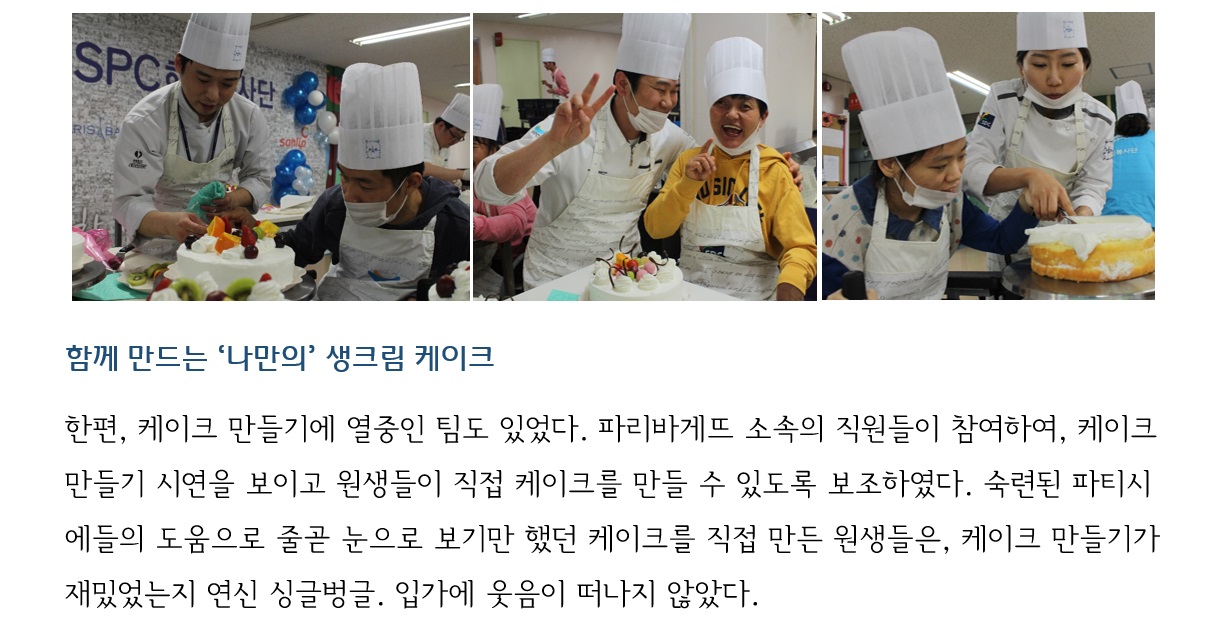 SPC
사단
함께 만드는 ‘나만의’ 생크림 케이크
한편, 케이크 만들기에 열중인 팀도 있었다. 파리바게뜨 소속의 직원들이 참여하여, 케이크
만들기 시연을 보이고 원생들이 직접 케이크를 만들 수 있도록 보조하였다. 숙련된 파티시
에들의 도움으로 줄곧 눈으로 보기만 했던 케이크를 직접 만든 원생들은, 케이크 만들기가
재밌었는지 연신 싱글벙글. 입가에 웃음이 떠나지 않았다.